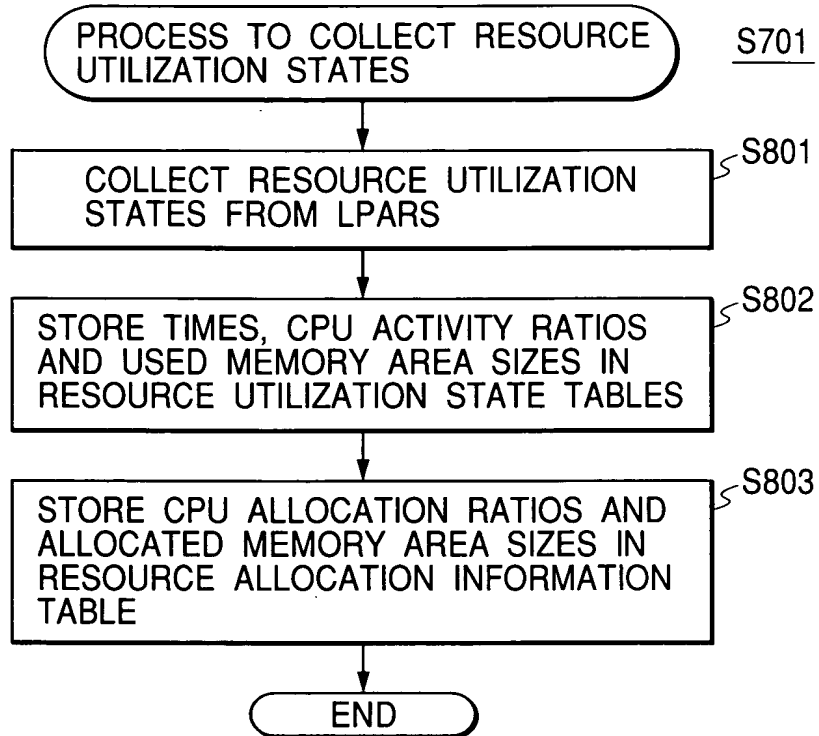 PROCESS TO COLLECT RESOURCE
UTILIZATION STATES
S701
COLLECT RESOURCE UTILIZATION
STATES FROM LPARS
S801
STORE TIMES, CPU ACTIVITY RATIOS
AND USED MEMORY AREA SIZES IN
RESOURCE UTILIZATION STATE TABLES
S802
STORE CPU ALLOCATION RATIOS AND
ALLOCATED MEMORY AREA SIZES IN
RESOURCE ALLOCATION INFORMATION
TABLE
S803
END